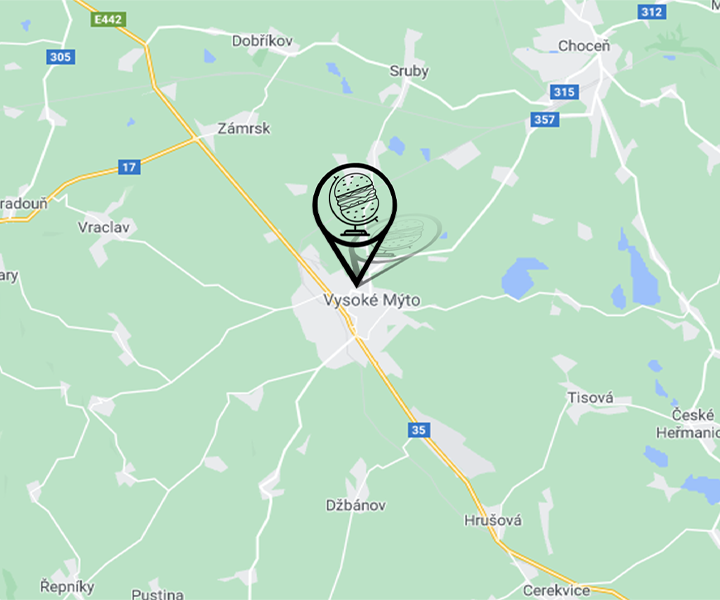 E442
312
Dobříkov
Choceň
305
Sruby
315
357
Zámrsk
17
radouň
Vraclav
ary
Vysoké Mýto
Tisová
České
Heřmanic
35
Džbánov
Hrušová
Řepníky
Pustina
Cerekvice